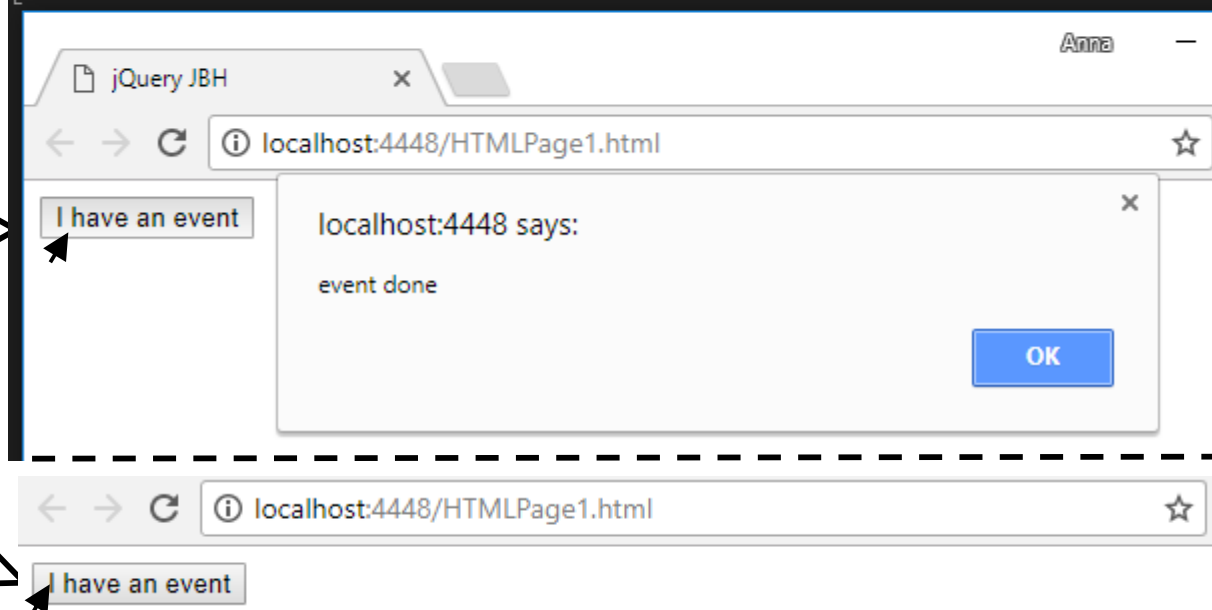 Anna
jQuery JBH
localhost:4448/HTMLPage1.html
I have an event
localhost:4448 says:
event done
OK
localhost:4448/HTMLPage1.html
I have an event